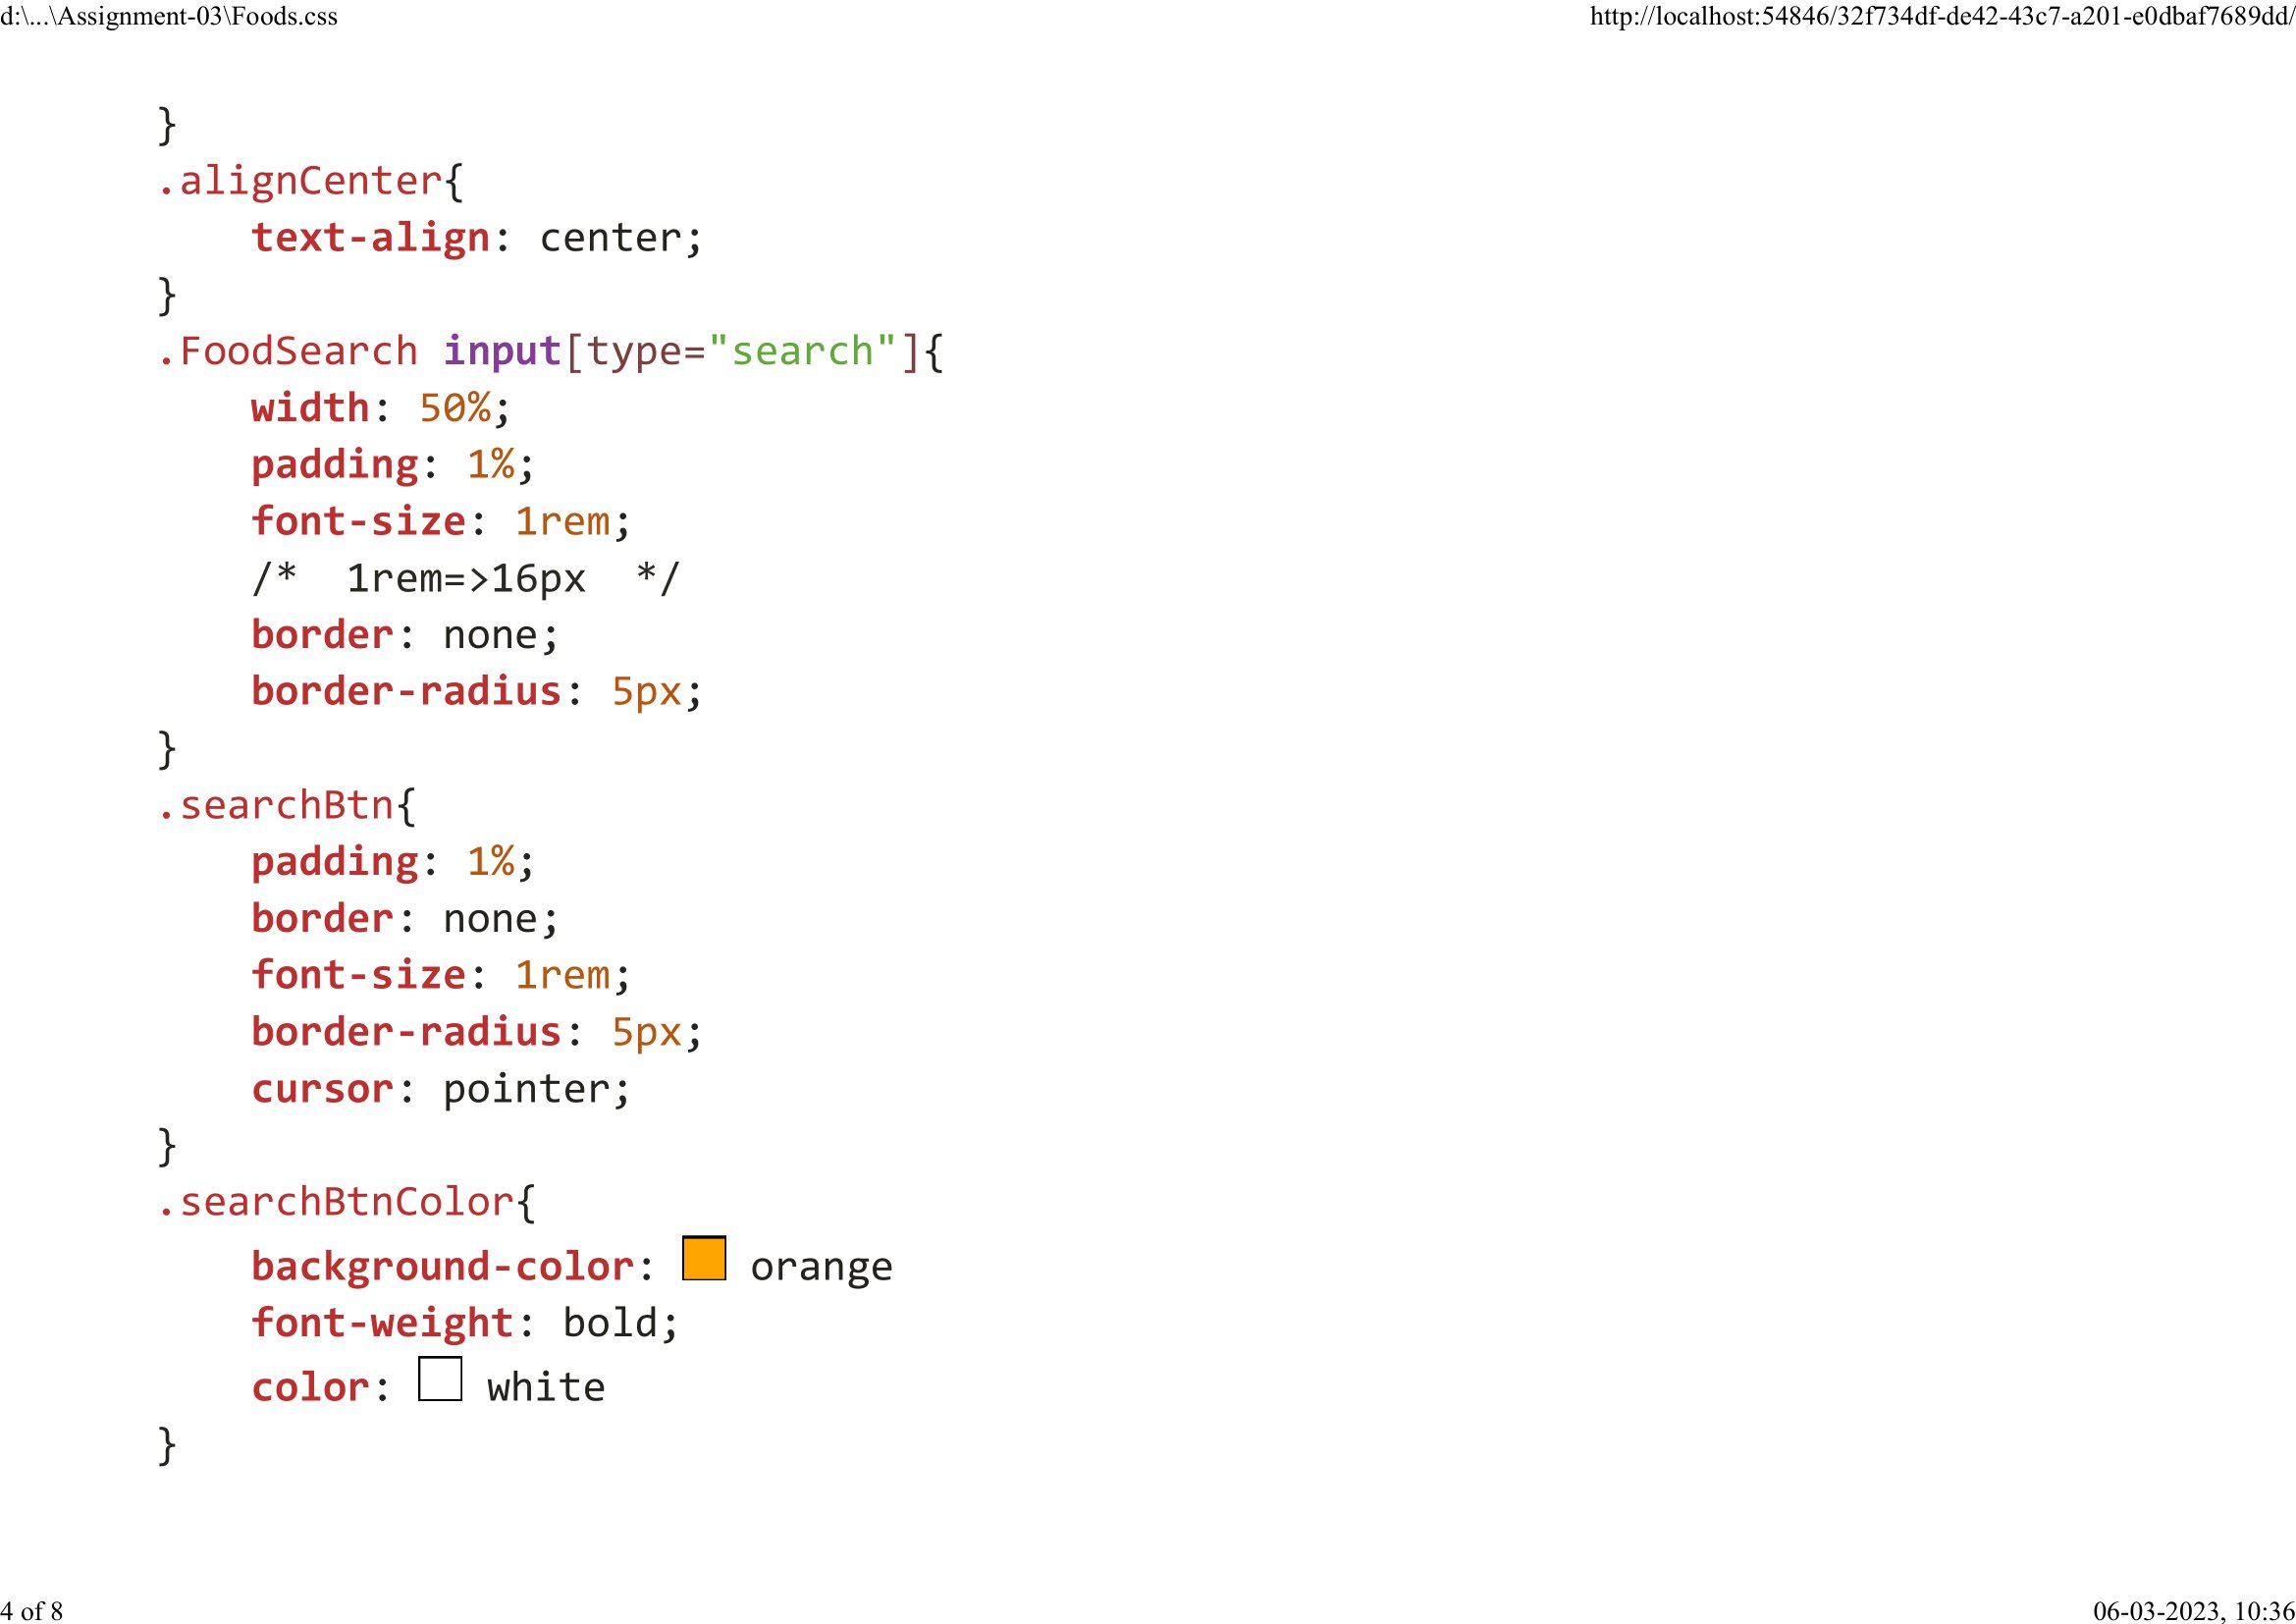 d:\...\Assignment-03\Foods.css http://localhost:54846/32f734df-de42-43c7-a201-e0dbaf7689dd/
}
.alignCenter{
    text-align: center;
}
.FoodSearch input[type="search"]{
    width: 50%;
    padding: 1%;
    font-size: 1rem;
    /*  1rem=>16px  */
    border: none;
    border-radius: 5px;
}
.searchBtn{
    padding: 1%;
    border: none;
    font-size: 1rem;
    border-radius: 5px;
    cursor: pointer;
}
.searchBtnColor{
    background-color: orange
    font-weight: bold;
    color: white
}
4 of 8 06-03-2023, 10:36